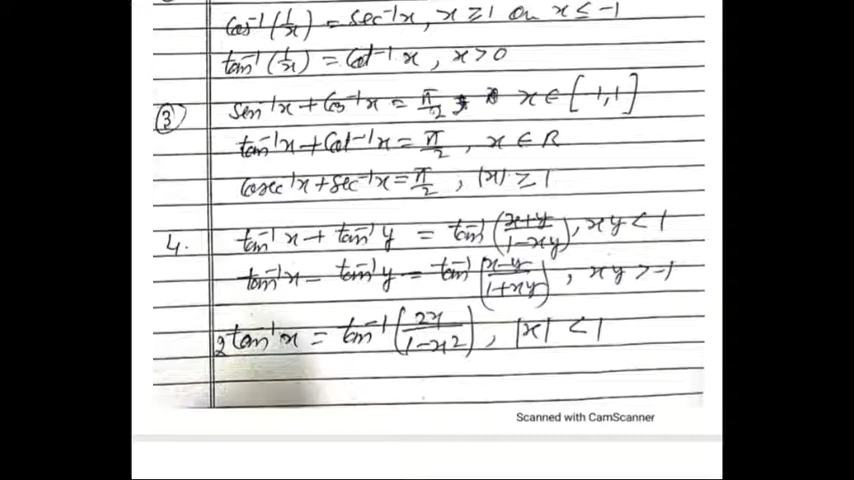 cos⁻¹(1/x) = sec⁻¹x, x ≥ 1 or x ≤ -1
tan⁻¹(1/x) = cot⁻¹x, x > 0
③ sin⁻¹x + cos⁻¹x = π/2, x ∈ [-1,1]
tan⁻¹x + cot⁻¹x = π/2, x ∈ R
cosec⁻¹x + sec⁻¹x = π/2, |x| ≥ 1
4. tan⁻¹x + tan⁻¹y = tan⁻¹((x+y)/(1-xy)), xy < 1
tan⁻¹x - tan⁻¹y = tan⁻¹((x-y)/(1+xy)), xy > -1
2tan⁻¹x = tan⁻¹(2x/(1-x²)), |x| < 1
Scanned with CamScanner